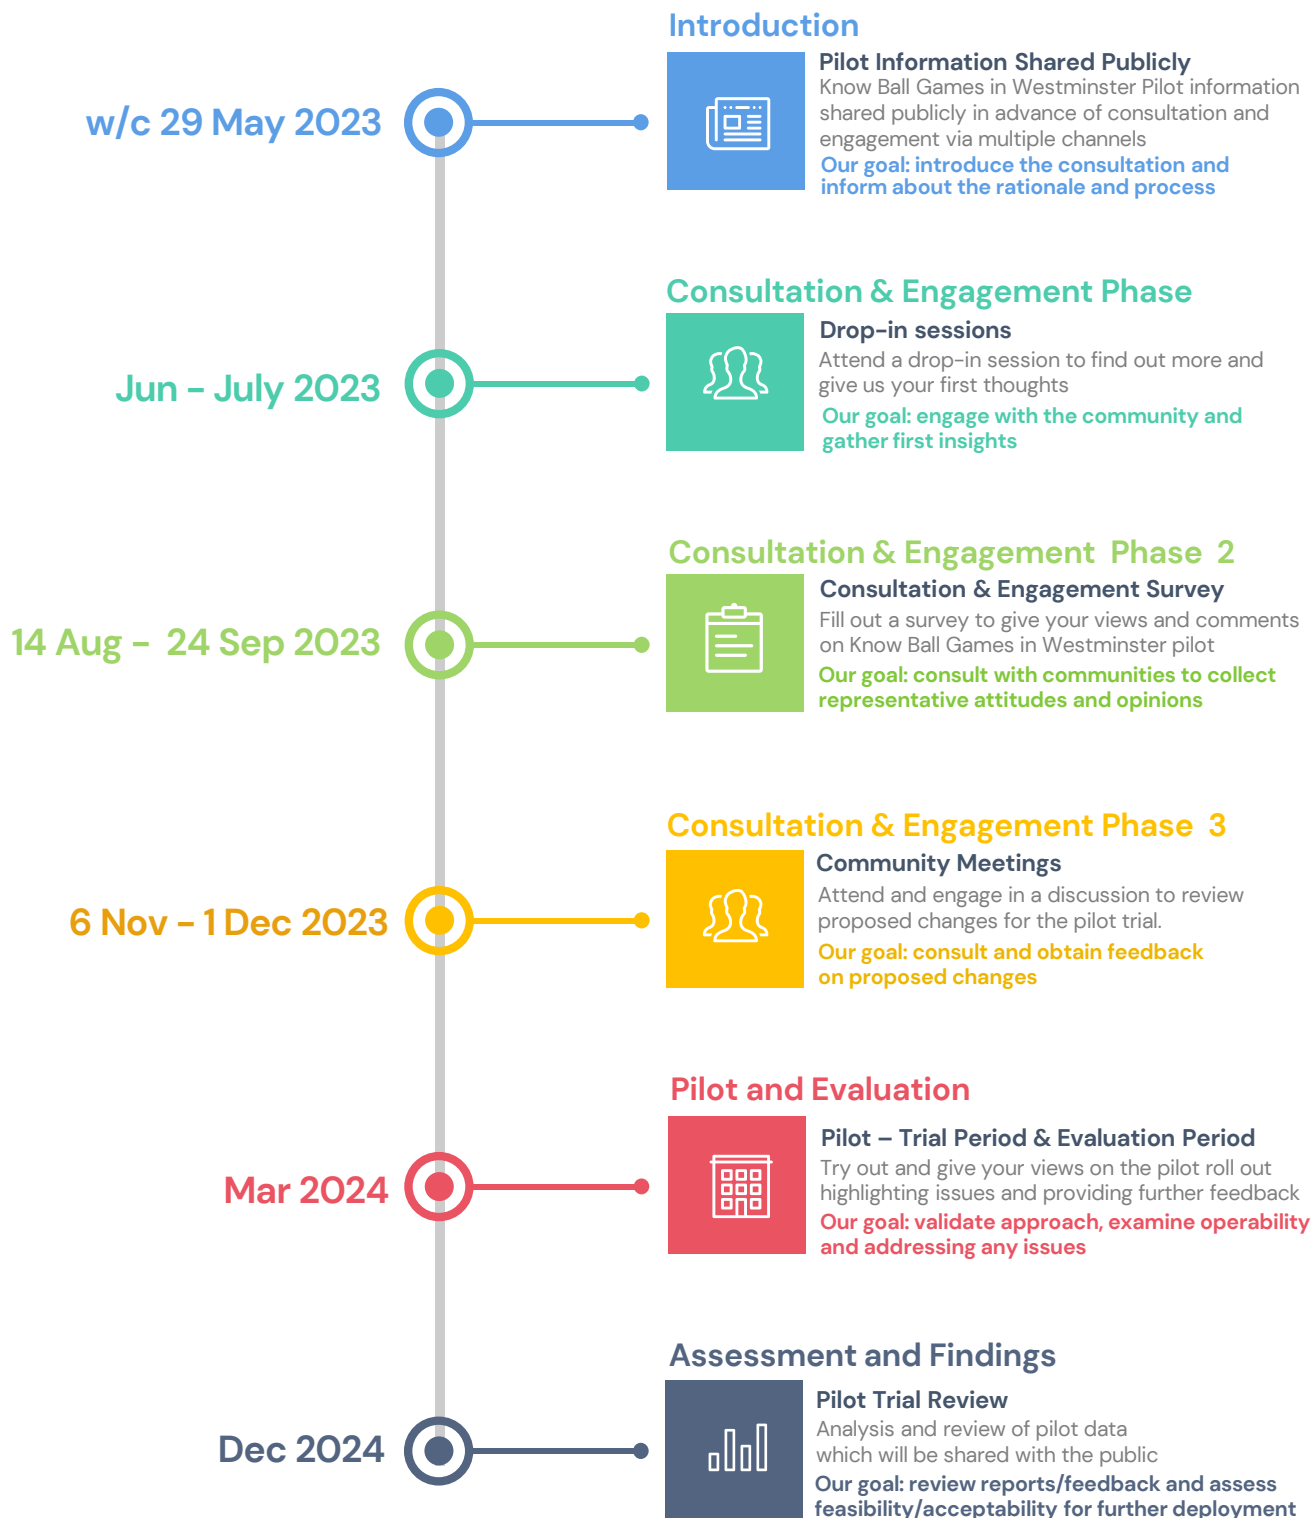 Introduction
w/c 29 May 2023
Pilot Information Shared Publicly
Know Ball Games in Westminster Pilot information
shared publicly in advance of consultation and
engagement via multiple channels
Our goal: introduce the consultation and
inform about the rationale and process
Consultation & Engagement Phase
Jun - July 2023
Drop-in sessions
Attend a drop-in session to find out more and
give us your first thoughts
Our goal: engage with the community and
gather first insights
Consultation & Engagement Phase 2
14 Aug - 24 Sep 2023
Consultation & Engagement Survey
Fill out a survey to give your views and comments
on Know Ball Games in Westminster pilot
Our goal: consult with communities to collect
representative attitudes and opinions
Consultation & Engagement Phase 3
6 Nov - 1 Dec 2023
Community Meetings
Attend and engage in a discussion to review
proposed changes for the pilot trial.
Our goal: consult and obtain feedback
on proposed changes
Pilot and Evaluation
Mar 2024
Pilot – Trial Period & Evaluation Period
Try out and give your views on the pilot roll out
highlighting issues and providing further feedback
Our goal: validate approach, examine operability
and addressing any issues
Assessment and Findings
Dec 2024
Pilot Trial Review
Analysis and review of pilot data
which will be shared with the public
Our goal: review reports/feedback and assess
feasibility/acceptability for further deployment